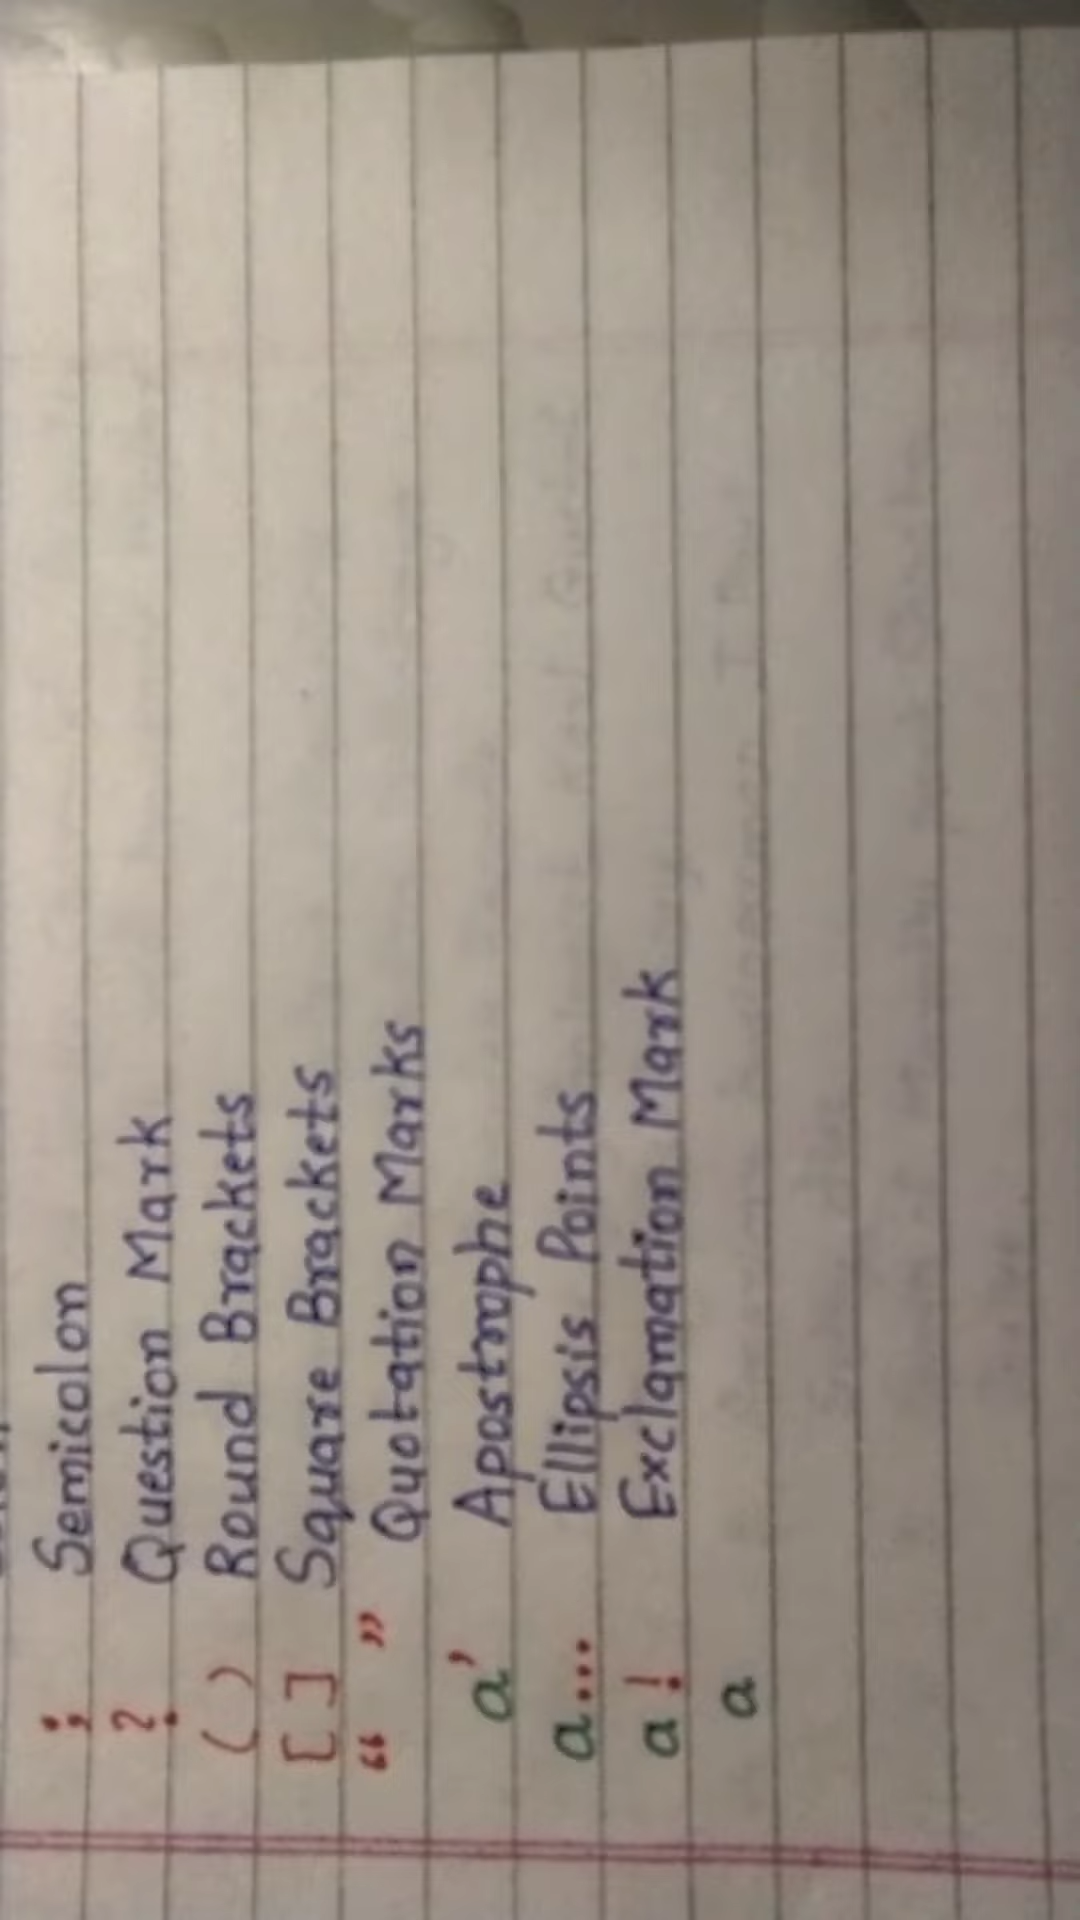 ; Semicolon
? Question Mark
( ) Round Brackets
[ ] Square Brackets
“ ” Quotation Marks
a’ Apostrophe
a... Ellipsis Points
a ! Exclamation Mark
a